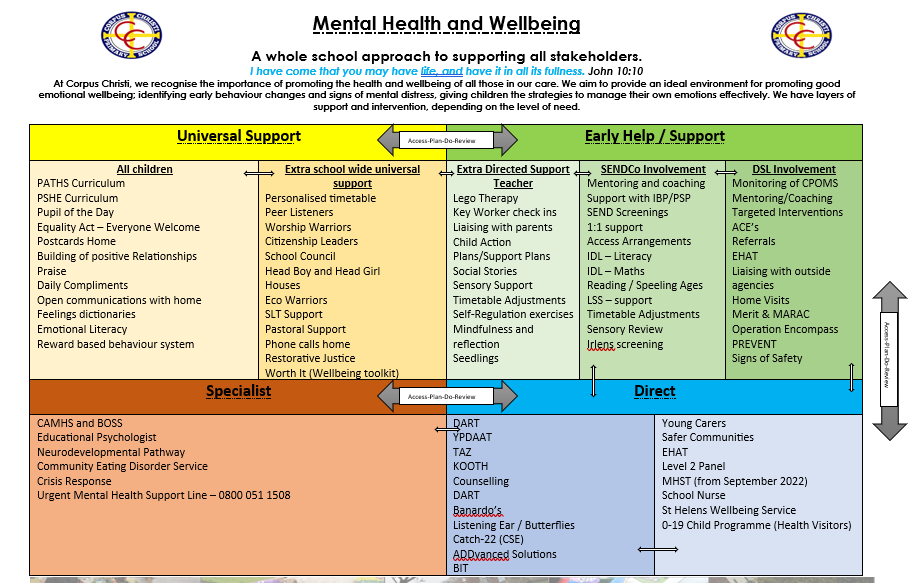 Mental Health and Wellbeing
A whole school approach to supporting all stakeholders.
I have come that you may have life, and have it in all its fullness. John 10:10
At Corpus Christi, we recognise the importance of promoting the health and wellbeing of all those in our care. We aim to provide an ideal environment for promoting good
emotional wellbeing; identifying early behaviour changes and signs of mental distress, giving children the strategies to manage their own emotions effectively. We have layers of
support and intervention, depending on the level of need.
CORPUS CHRISTI
PRIMARY SCHOOL
CORPUS CHRISTI
PRIMARY SCHOOL
Universal Support
Access-Plan-Do-Review
Early Help / Support
All children
PATHS Curriculum
PSHE Curriculum
Pupil of the Day
Equality Act – Everyone Welcome
Postcards Home
Building of positive Relationships
Praise
Daily Compliments
Open communications with home
Feelings dictionaries
Emotional Literacy
Reward based behaviour system
Extra school wide universal
support
Personalised timetable
Peer Listeners
Worship Warriors
Citizenship Leaders
School Council
Head Boy and Head Girl
Houses
Eco Warriors
SLT Support
Pastoral Support
Phone calls home
Restorative Justice
Worth It (Wellbeing toolkit)
Extra Directed Support
Teacher
Lego Therapy
Key Worker check ins
Liaising with parents
Child Action
Plans/Support Plans
Social Stories
Sensory Support
Timetable Adjustments
Self-Regulation exercises
Mindfulness and
reflection
Seedlings
SENDCo Involvement
Mentoring and coaching
Support with IBP/PSP
SEND Screenings
1:1 support
Access Arrangements
IDL – Literacy
IDL – Maths
Reading / Speeling Ages
LSS – support
Timetable Adjustments
Sensory Review
Irlens screening
DSL Involvement
Monitoring of CPOMS
Mentoring/Coaching
Targeted Interventions
ACE's
Referrals
EHAT
Liaising with outside
agencies
Home Visits
Merit & MARAC
Operation Encompass
PREVENT
Signs of Safety
Access-Plan-Do-Review
Specialist
Access-Plan-Do-Review
Direct
CAMHS and BOSS
Educational Psychologist
Neurodevelopmental Pathway
Community Eating Disorder Service
Crisis Response
Urgent Mental Health Support Line – 0800 051 1508
DART
YPDAAT
TAZ
KOOTH
Counselling
DART
Banardo's
Listening Ear / Butterflies
Catch-22 (CSE)
ADDvanced Solutions
BIT
Young Carers
Safer Communities
EHAT
Level 2 Panel
MHST (from September 2022)
School Nurse
St Helens Wellbeing Service
0-19 Child Programme (Health Visitors)